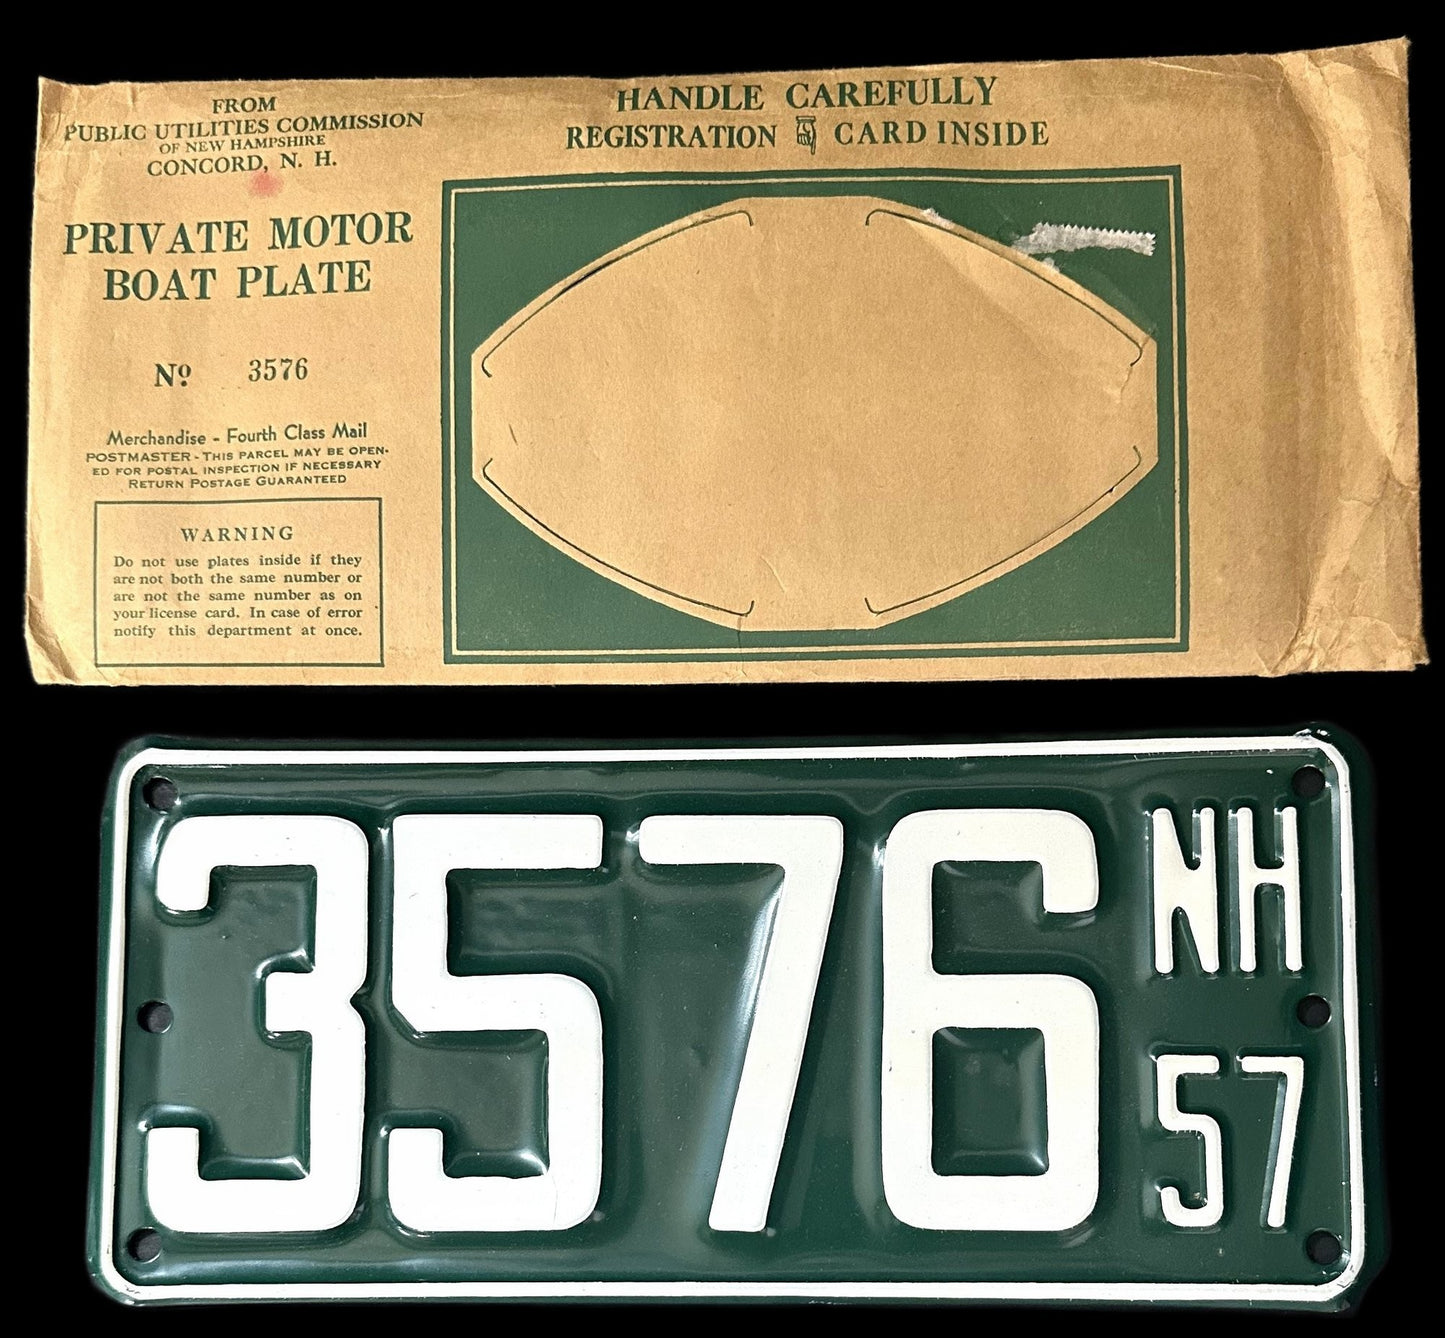 FROM
PUBLIC UTILITIES COMMISSION
OF NEW HAMPSHIRE
CONCORD, N. H.
PRIVATE MOTOR
BOAT PLATE
Nº 3576
Merchandise - Fourth Class Mail
POSTMASTER - THIS PARCEL MAY BE OPEN-
ED FOR POSTAL INSPECTION IF NECESSARY
RETURN POSTAGE GUARANTEED
WARNING
Do not use plates inside if they
are not both the same number or
are not the same number as on
your license card. In case of error
notify this department at once.
HANDLE CAREFULLY
REGISTRATION CARD INSIDE
3576
NH
57